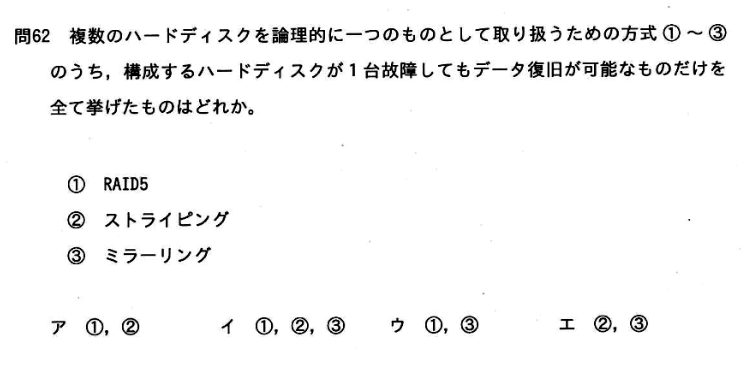 問62 複数のハードディスクを論理的に一つのものとして取り扱うための方式①～③
のうち，構成するハードディスクが1台故障してもデータ復旧が可能なものだけを
全て挙げたものはどれか。
① RAID5
② ストライピング
③ ミラーリング
ア ①，② イ ①，②，③ ウ ①，③ エ ②，③